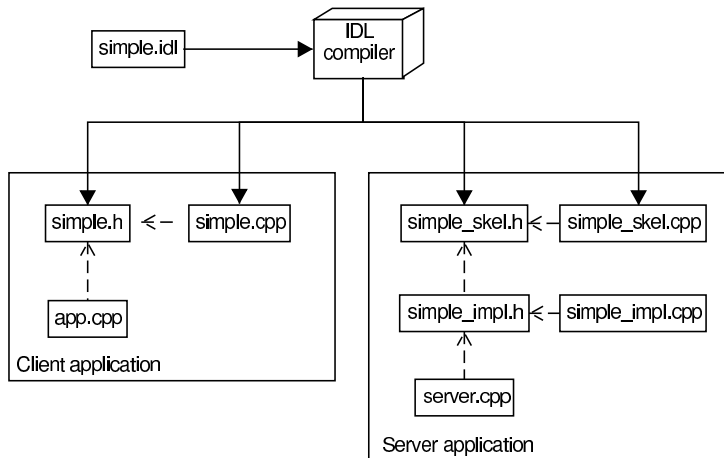 simple.idl
IDL
compiler
simple.h
simple.cpp
simple_skel.h
simple_skel.cpp
app.cpp
simple_impl.h
simple_impl.cpp
Client application
server.cpp
Server application